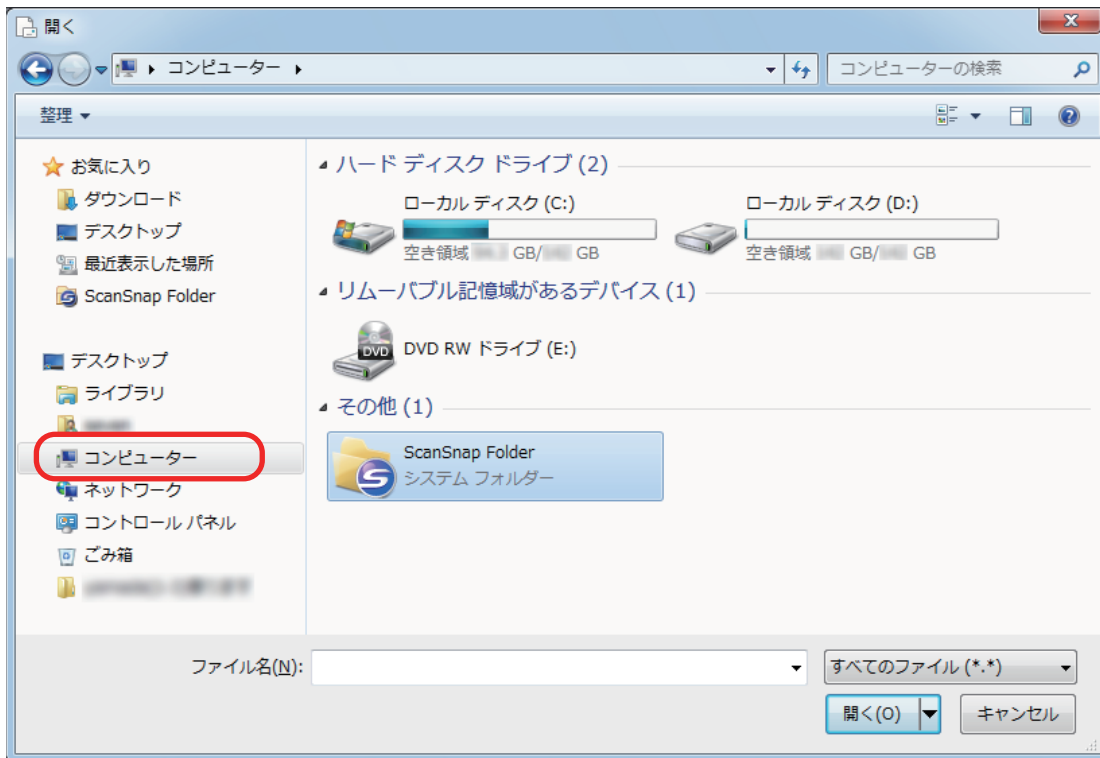 開く
コンピューター
コンピューターの検索
整理
お気に入り
ダウンロード
デスクトップ
最近表示した場所
ScanSnap Folder
デスクトップ
ライブラリ
コンピューター
ネットワーク
コントロール パネル
ごみ箱
ハード ディスク ドライブ (2)
ローカル ディスク (C:)
空き領域 GB/ GB
ローカル ディスク (D:)
空き領域 GB/ GB
リムーバブル記憶域があるデバイス (1)
DVD
DVD RW ドライブ (E:)
その他 (1)
ScanSnap Folder
システム フォルダー
ファイル名(N):
すべてのファイル (*.*)
開く(O)
キャンセル